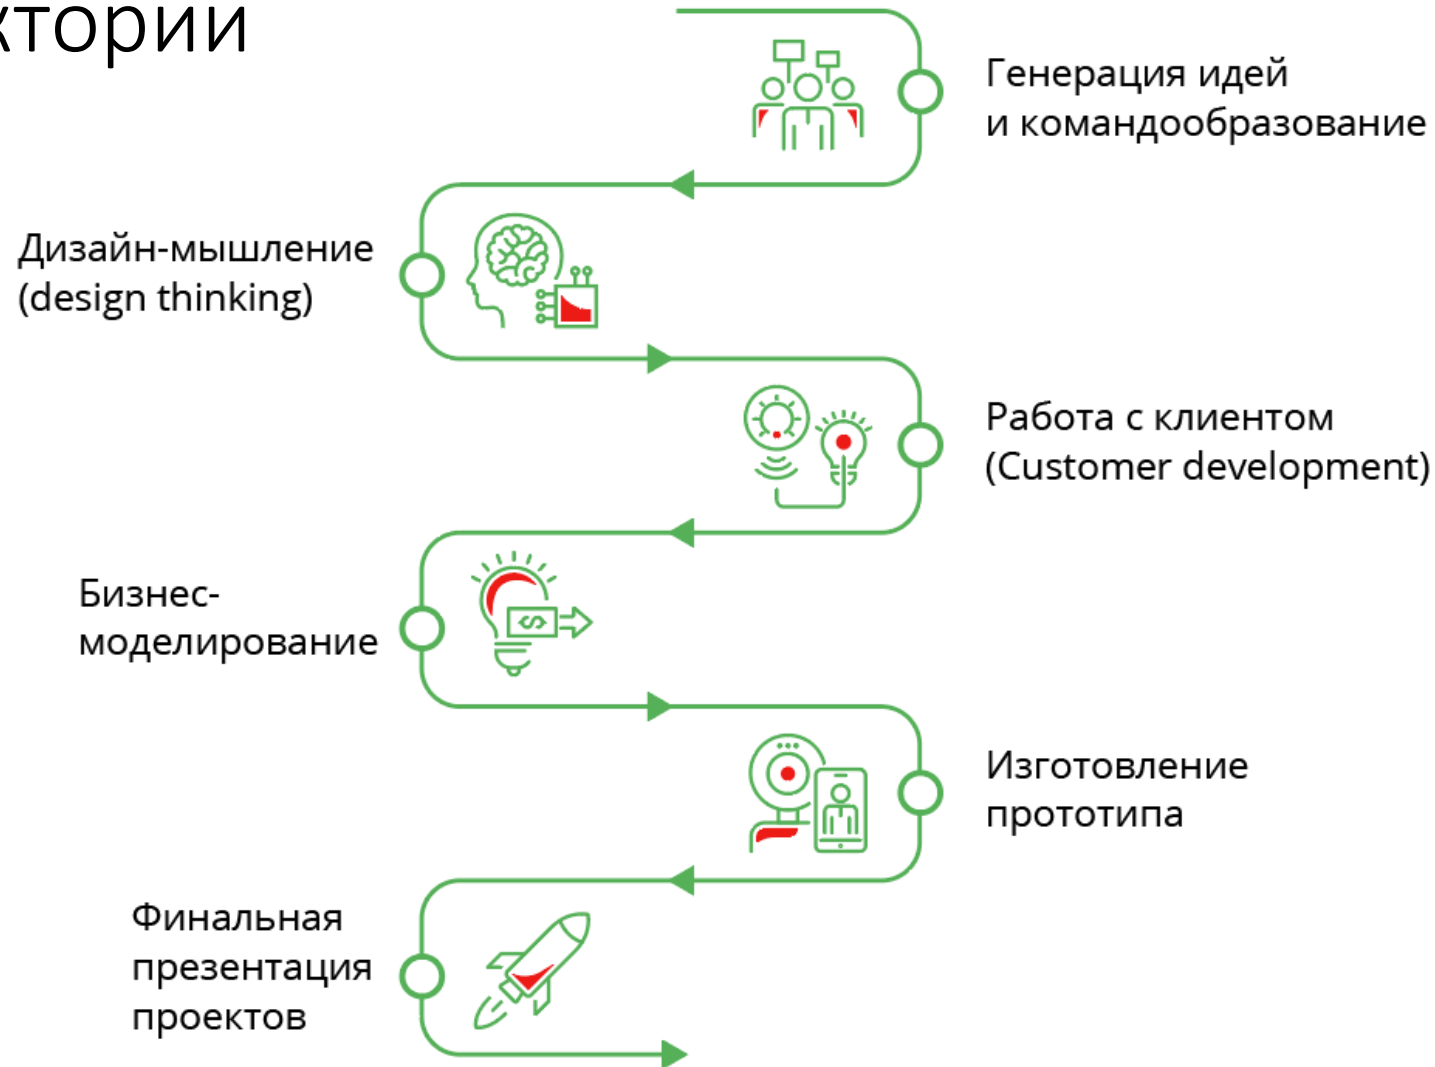 ктории
Генерация идей
и командообразование
Дизайн-мышление
(design thinking)
Работа с клиентом
(Customer development)
Бизнес-
моделирование
Изготовление
прототипа
Финальная
презентация
проектов